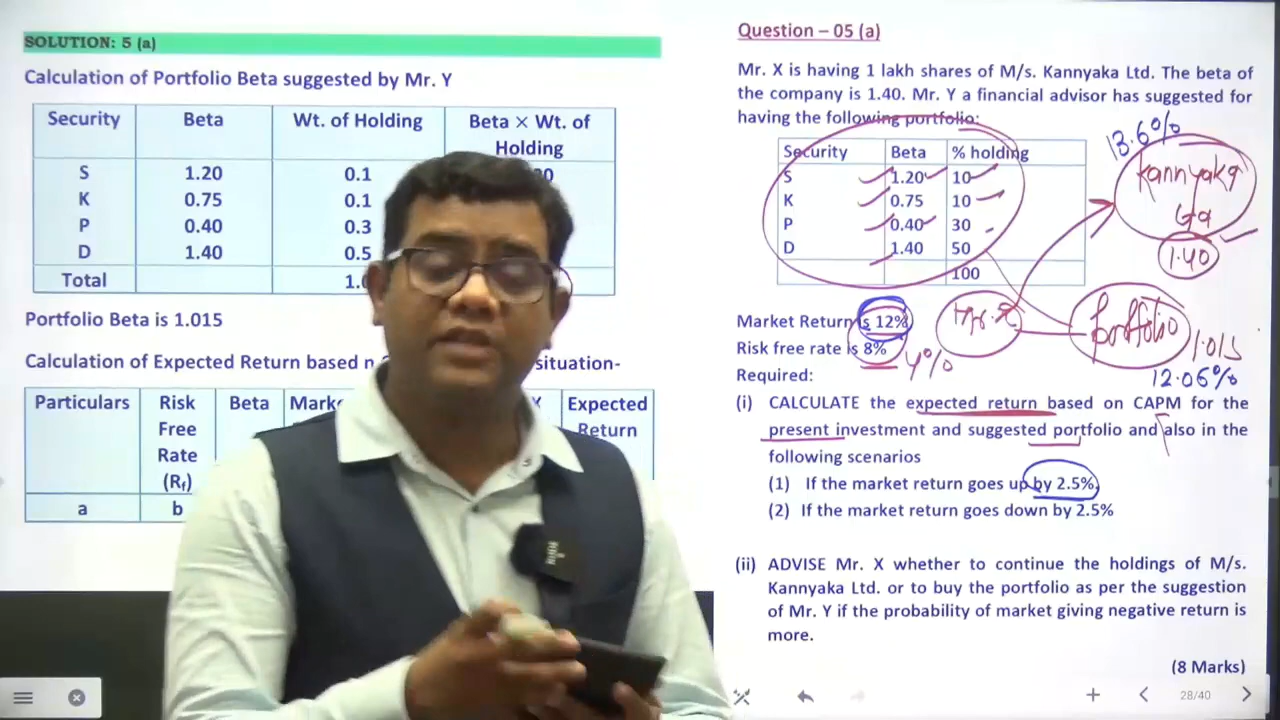 SOLUTION: 5 (a)
Calculation of Portfolio Beta suggested by Mr. Y
Security Beta Wt. of Holding Beta × Wt. of Holding
S 1.20 0.1
K 0.75 0.1
P 0.40 0.3
D 1.40 0.5
Total
Portfolio Beta is 1.015
Calculation of Expected Return based situation-
Particulars Risk Free Rate (Rf) Beta Expected Return
a b
Question – 05 (a)
Mr. X is having 1 lakh shares of M/s. Kannyaka Ltd. The beta of
the company is 1.40. Mr. Y a financial advisor has suggested for
having the following portfolio:
Security Beta % holding
S 1.20 10
K 0.75 10
P 0.40 30
D 1.40 50
100
13.6%
Kannyaka
1.40
Market Return is 12%
Risk free rate is 8%
4%
Mr. X
Portfolio
1.015
12.06%
Required:
(i) CALCULATE the expected return based on CAPM for the
present investment and suggested portfolio and also in the
following scenarios
(1) If the market return goes up by 2.5%.
(2) If the market return goes down by 2.5%
(ii) ADVISE Mr. X whether to continue the holdings of M/s.
Kannyaka Ltd. or to buy the portfolio as per the suggestion
of Mr. Y if the probability of market giving negative return is
more.
(8 Marks)
28/40